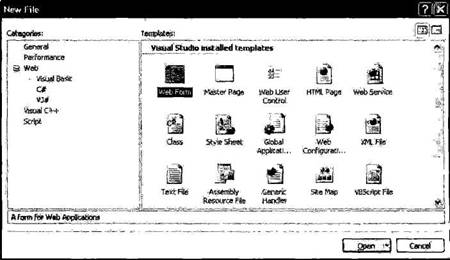 New File
Categories:
Templates:
General
Performance
Web
Visual Basic
C#
VJ#
Visual C++
Script
Visual Studio installed templates
Web Form
Master Page
Web User Control
HTML Page
Web Service
Class
Style Sheet
Global Applicati...
Web Configurati...
XML File
Text File
Assembly Resource File
Generic Handler
Site Map
VBScript File
A form for Web Applications
Open
Cancel